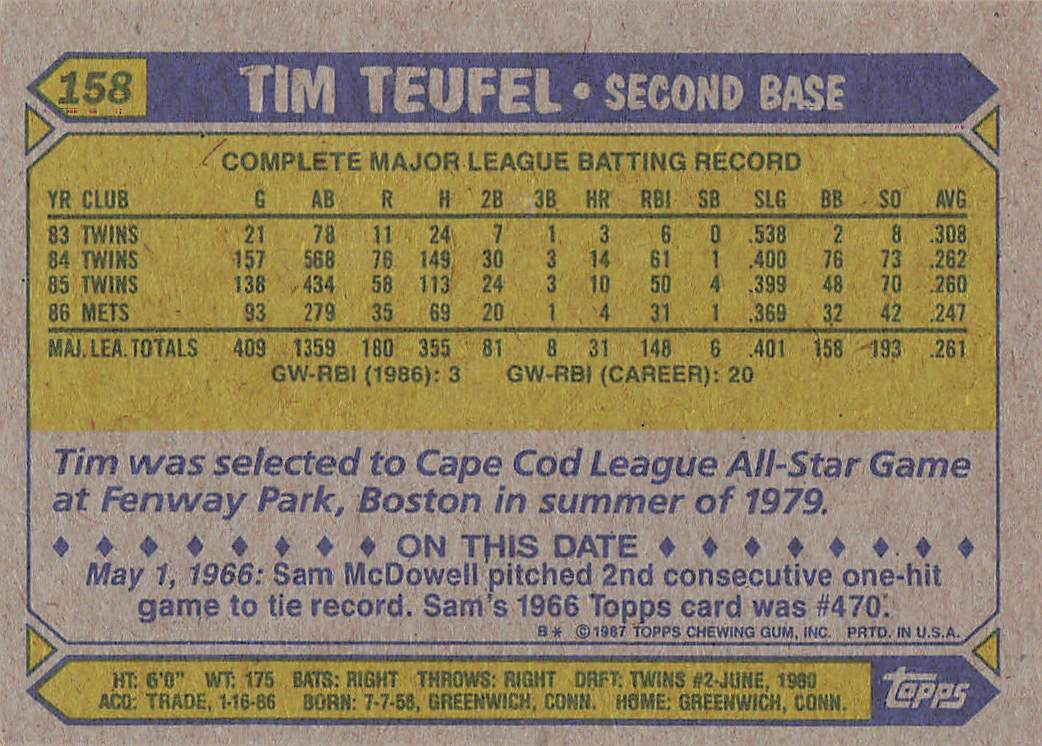 158
TIM TEUFEL • SECOND BASE
COMPLETE MAJOR LEAGUE BATTING RECORD
YR CLUB G AB R H 2B 3B HR RBI SB SLG BB SO AVG
83 TWINS 21 78 11 24 7 1 3 6 0 .538 2 8 .308
84 TWINS 157 568 76 149 30 3 14 61 1 .400 76 73 .262
85 TWINS 138 434 58 113 24 3 10 50 4 .399 48 70 .260
86 METS 93 279 35 69 20 1 4 31 1 .369 32 42 .247
MAJ. LEA. TOTALS 409 1359 180 355 81 8 31 148 6 .401 158 193 .261
GW-RBI (1986): 3 GW-RBI (CAREER): 20
Tim was selected to Cape Cod League All-Star Game
at Fenway Park, Boston in summer of 1979.
♦ ♦ ♦ ♦ ♦ ♦ ♦ ♦ ON THIS DATE ♦ ♦ ♦ ♦ ♦ ♦ ♦ ♦
May 1, 1966: Sam McDowell pitched 2nd consecutive one-hit
game to tie record. Sam's 1966 Topps card was #470.
B* ©1987 TOPPS CHEWING GUM, INC. PRTD. IN U.S.A.
HT: 6'0" WT: 175 BATS: RIGHT THROWS: RIGHT DRFT: TWINS #2-JUNE, 1980
ACQ: TRADE, 1-16-86 BORN: 7-7-58, GREENWICH, CONN. HOME: GREENWICH, CONN.
topps